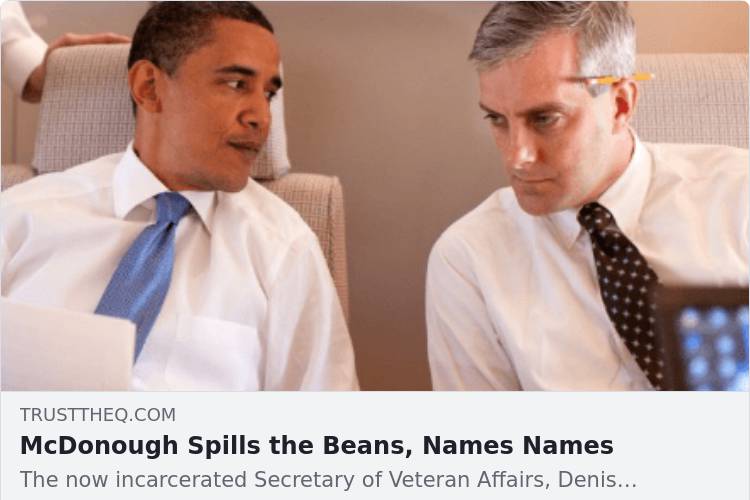 TRUSTTHEQ.COM
McDonough Spills the Beans, Names Names
The now incarcerated Secretary of Veteran Affairs, Denis...